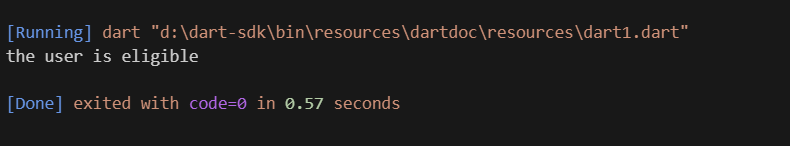 [Running] dart "d:\dart-sdk\bin\resources\dartdoc\resources\dart1.dart"
the user is eligible
[Done] exited with code=0 in 0.57 seconds